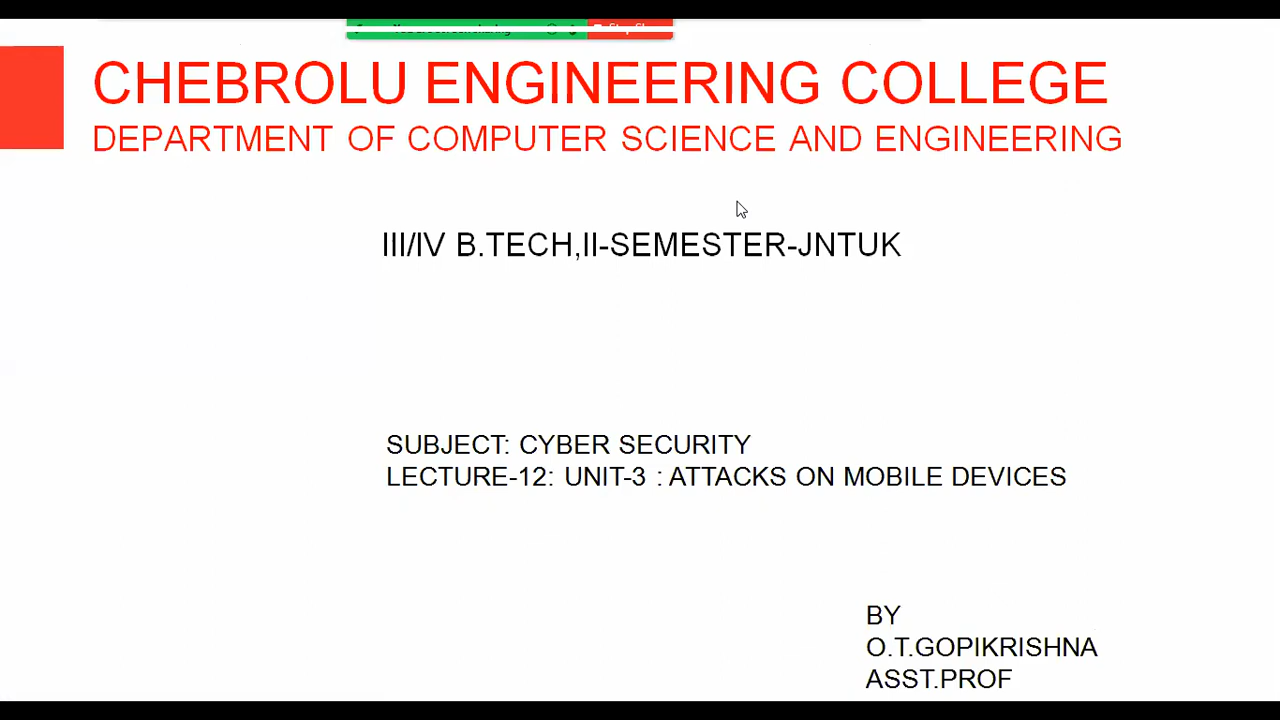 CHEBROLU ENGINEERING COLLEGE
DEPARTMENT OF COMPUTER SCIENCE AND ENGINEERING
III/IV B.TECH,II-SEMESTER-JNTUK
SUBJECT: CYBER SECURITY
LECTURE-12: UNIT-3 : ATTACKS ON MOBILE DEVICES
BY
O.T.GOPIKRISHNA
ASST.PROF